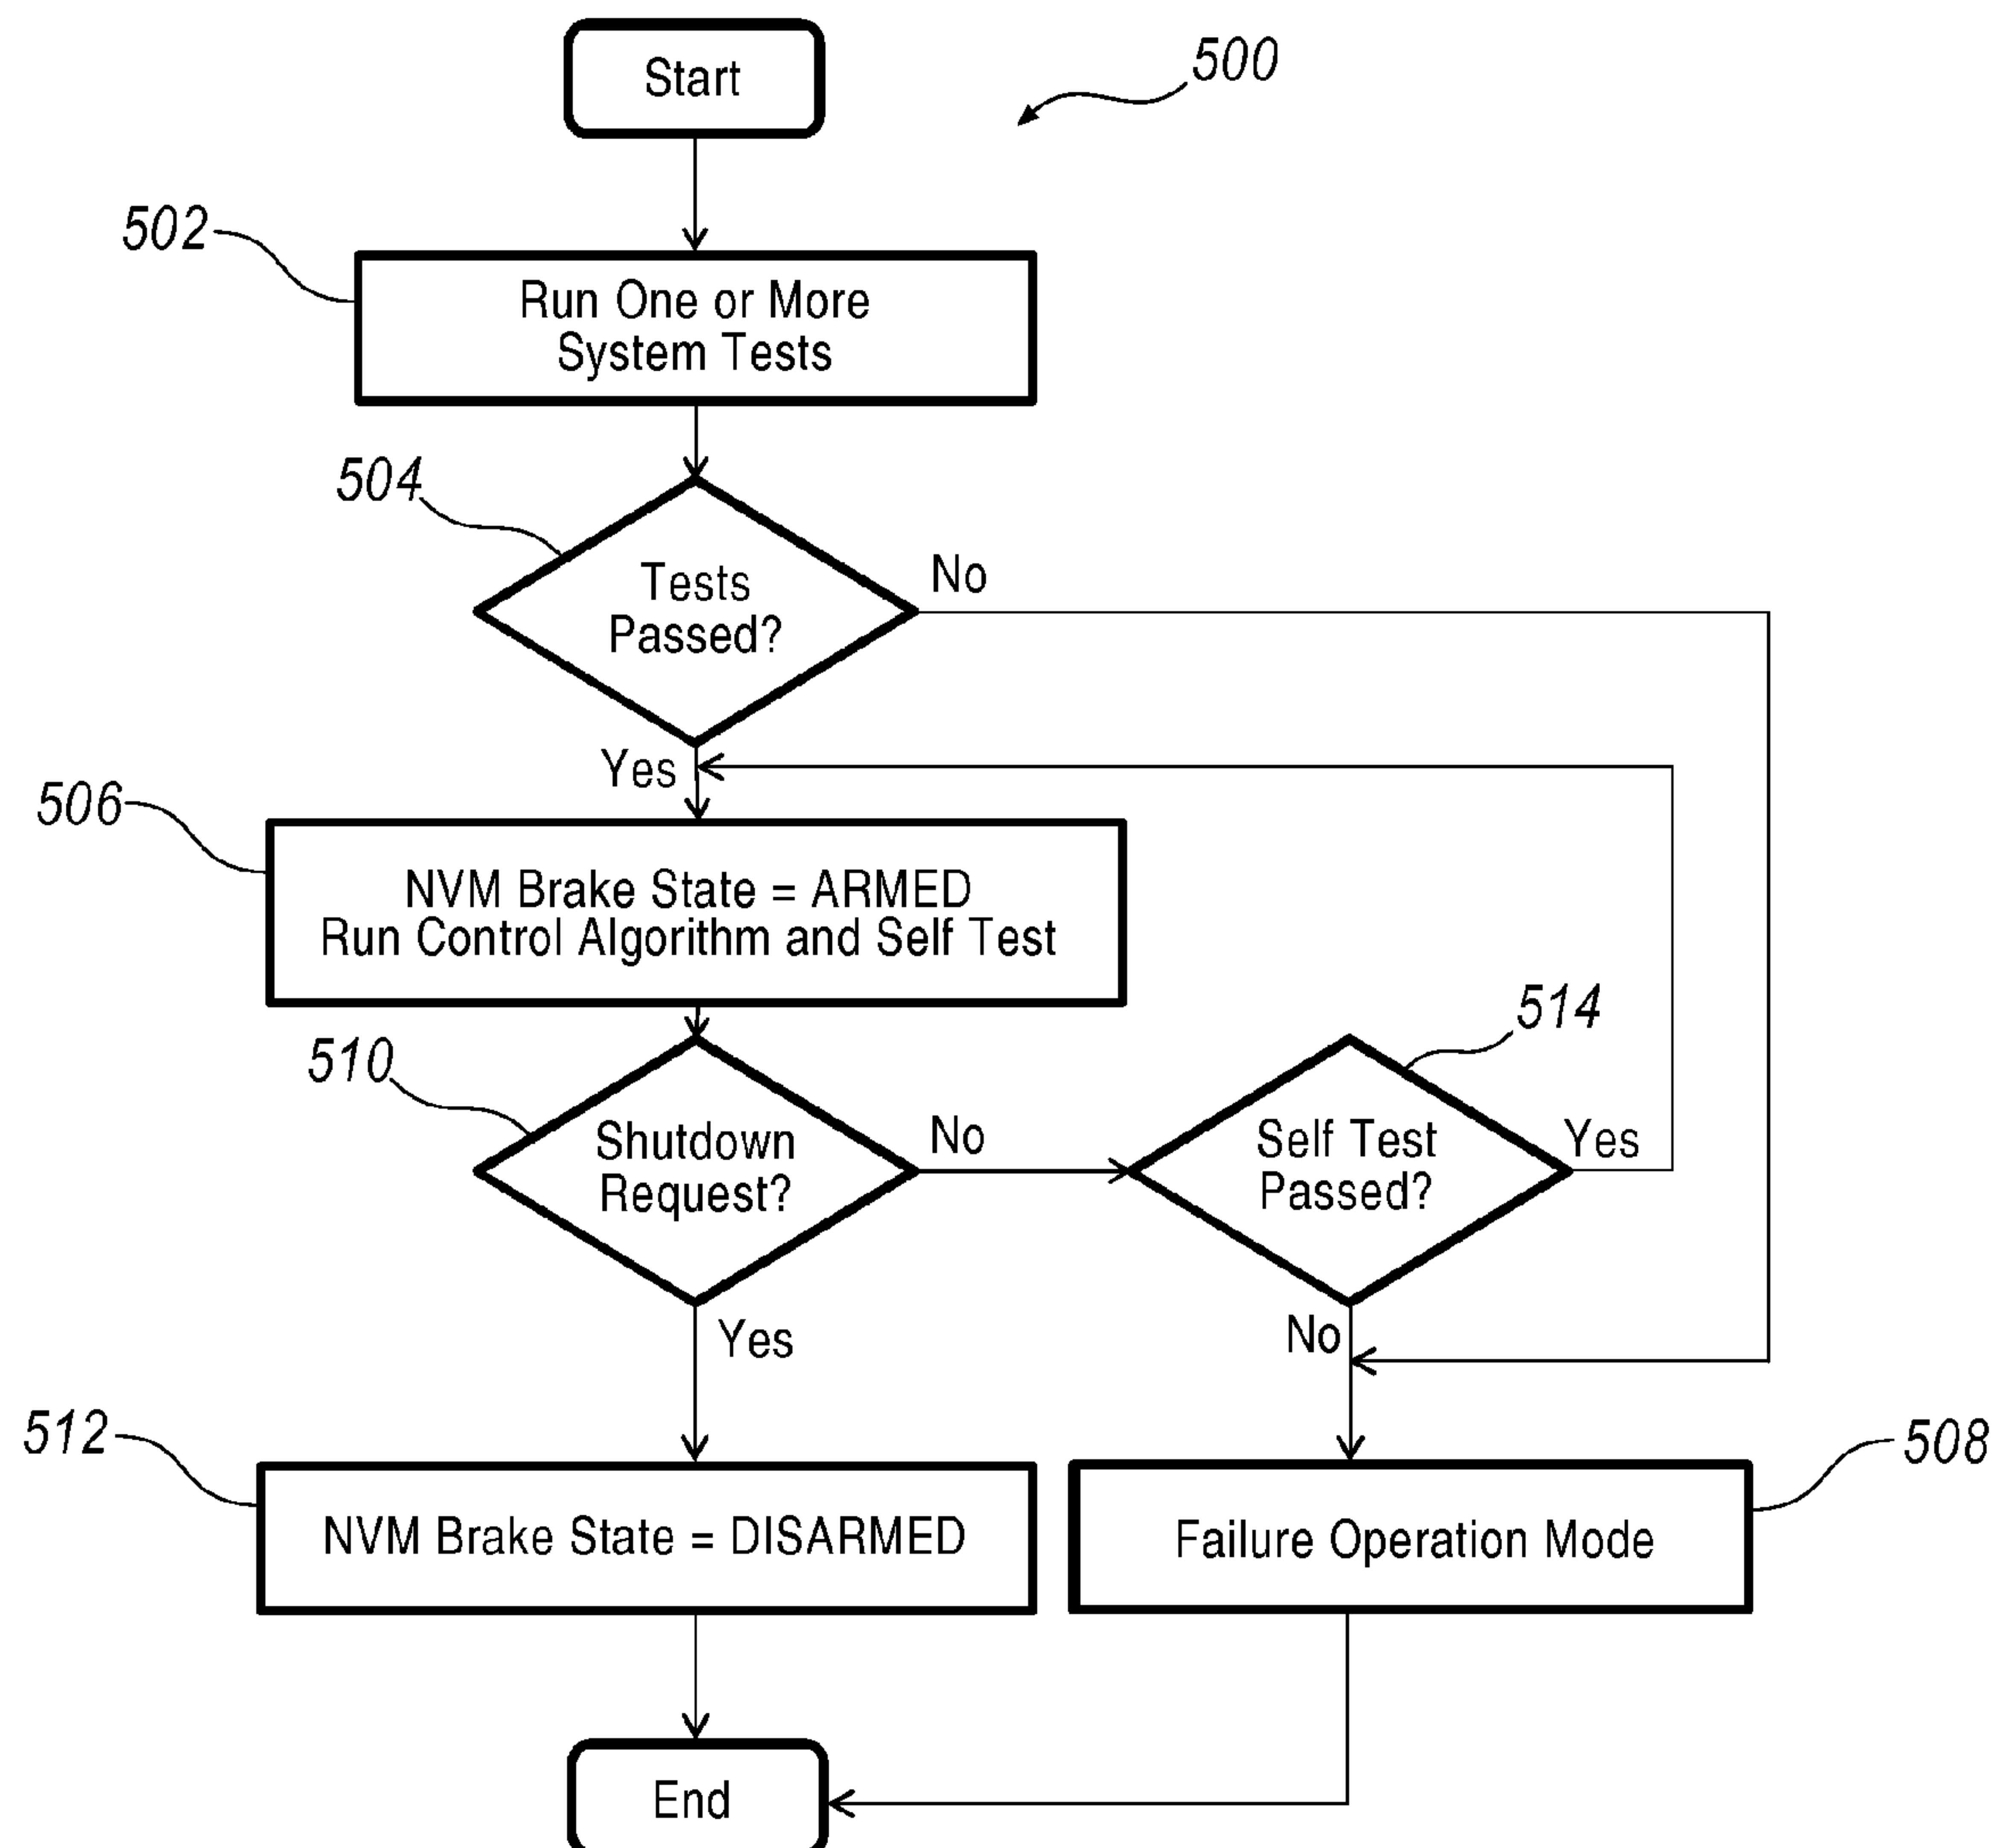 Start
500
502
Run One or More
System Tests
504
Tests
Passed?
No
Yes
506
NVM Brake State = ARMED
Run Control Algorithm and Self Test
514
510
Shutdown
Request?
No
Self Test
Passed?
Yes
Yes
No
512
NVM Brake State = DISARMED
508
Failure Operation Mode
End